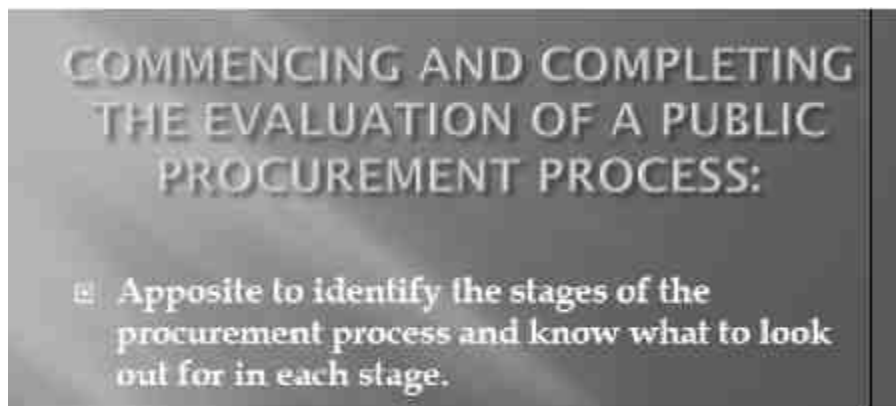 COMMENCING AND COMPLETING
THE EVALUATION OF A PUBLIC
PROCUREMENT PROCESS:
Apposite to identify the stages of the
procurement process and know what to look
out for in each stage.